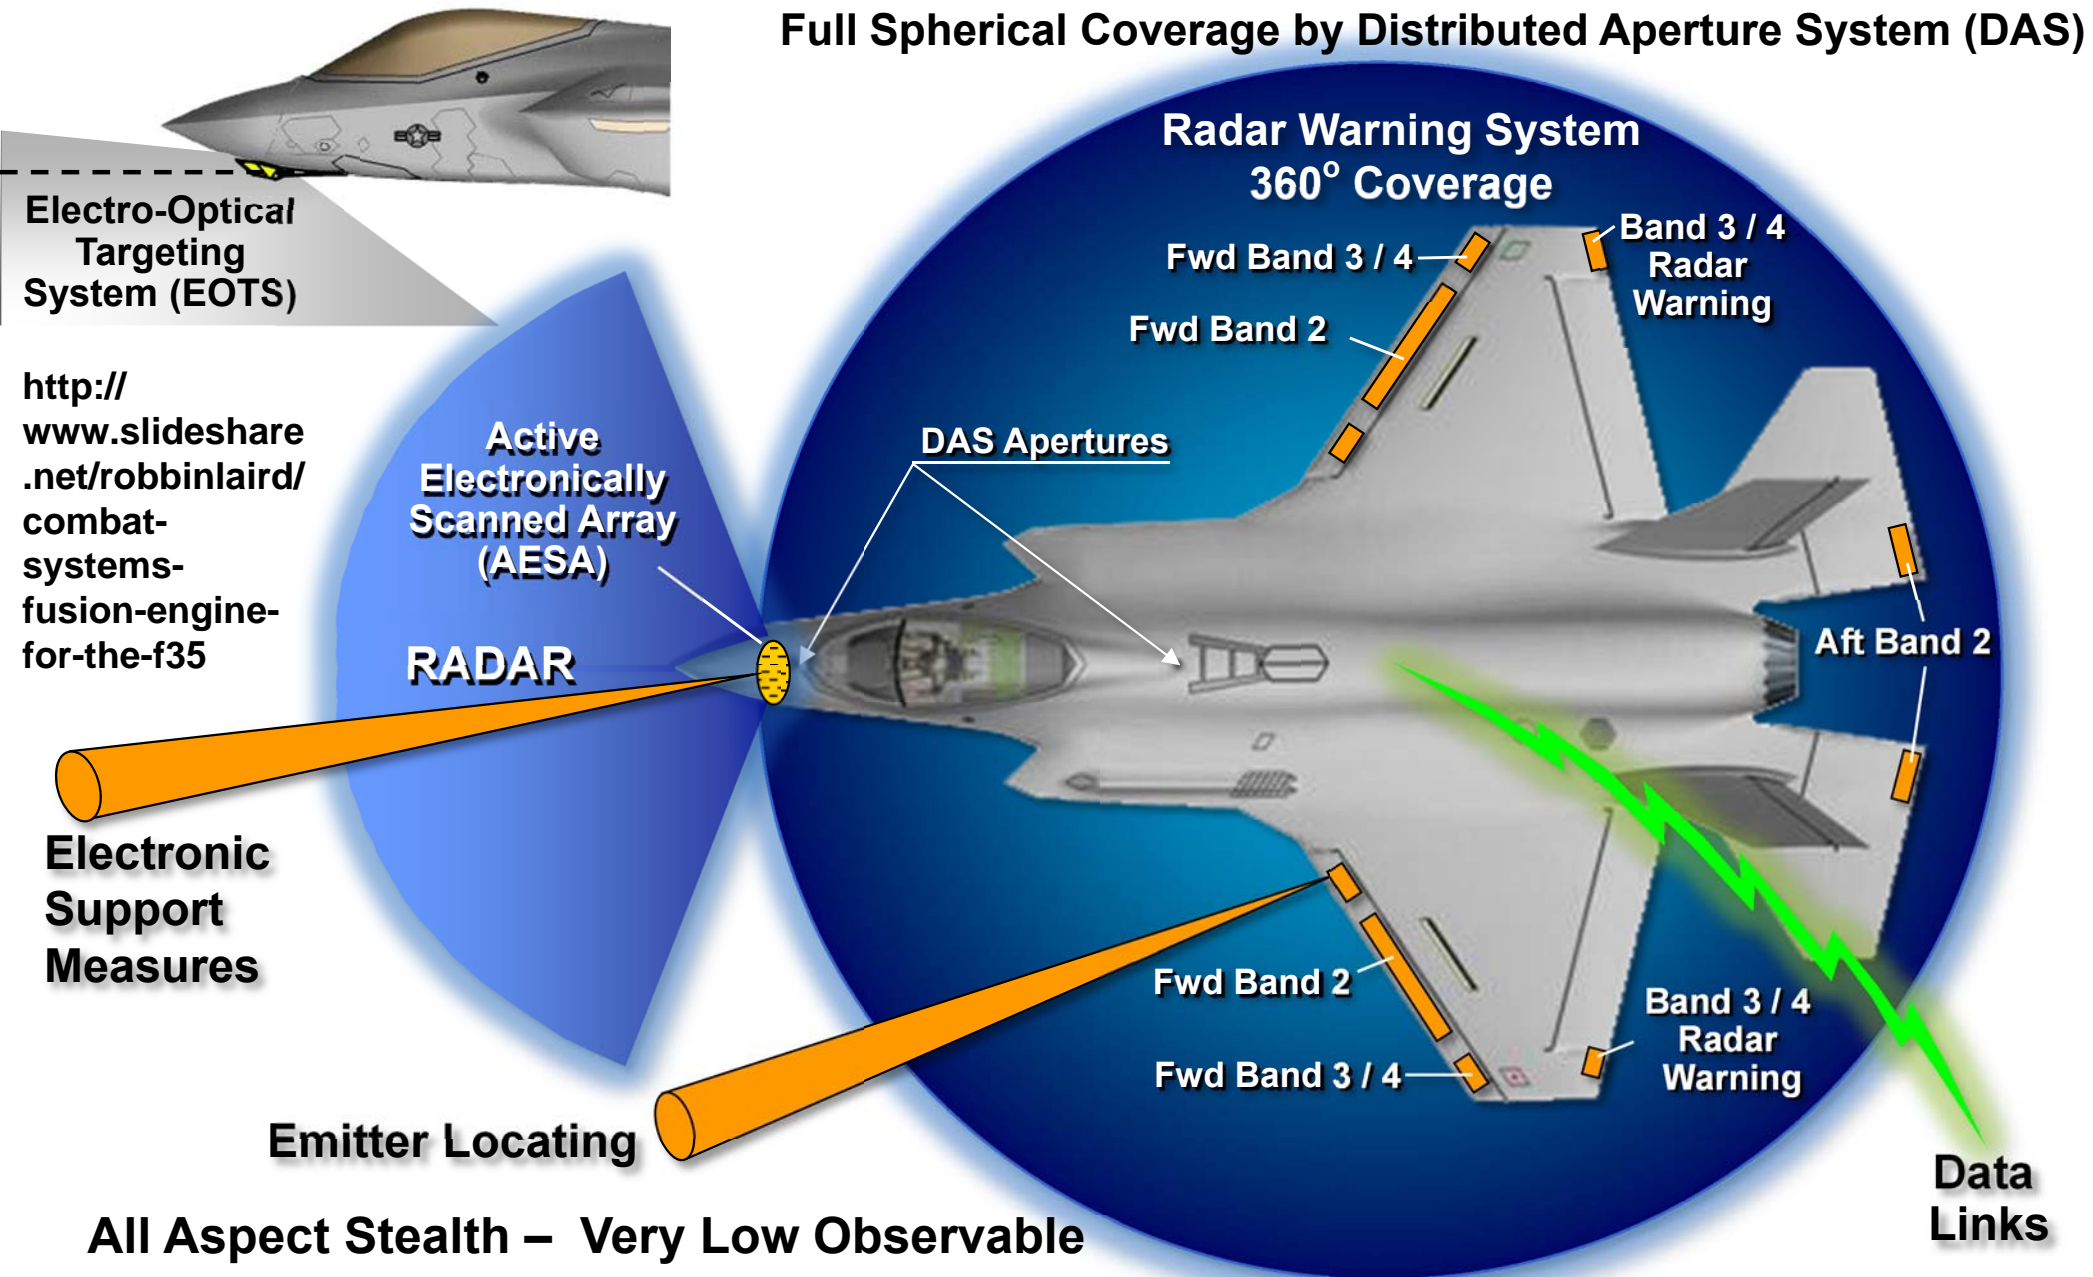 Full Spherical Coverage by Distributed Aperture System (DAS)
Electro-Optical
Targeting
System (EOTS)
http://
www.slideshare
.net/robbinlaird/
combat-
systems-
fusion-engine-
for-the-f35
Radar Warning System
360° Coverage
Fwd Band 3 / 4
Band 3 / 4
Radar
Warning
Fwd Band 2
Active
Electronically
Scanned Array
(AESA)
DAS Apertures
RADAR
Aft Band 2
Electronic
Support
Measures
Fwd Band 2
Fwd Band 3 / 4
Band 3 / 4
Radar
Warning
Emitter Locating
Data
Links
All Aspect Stealth – Very Low Observable